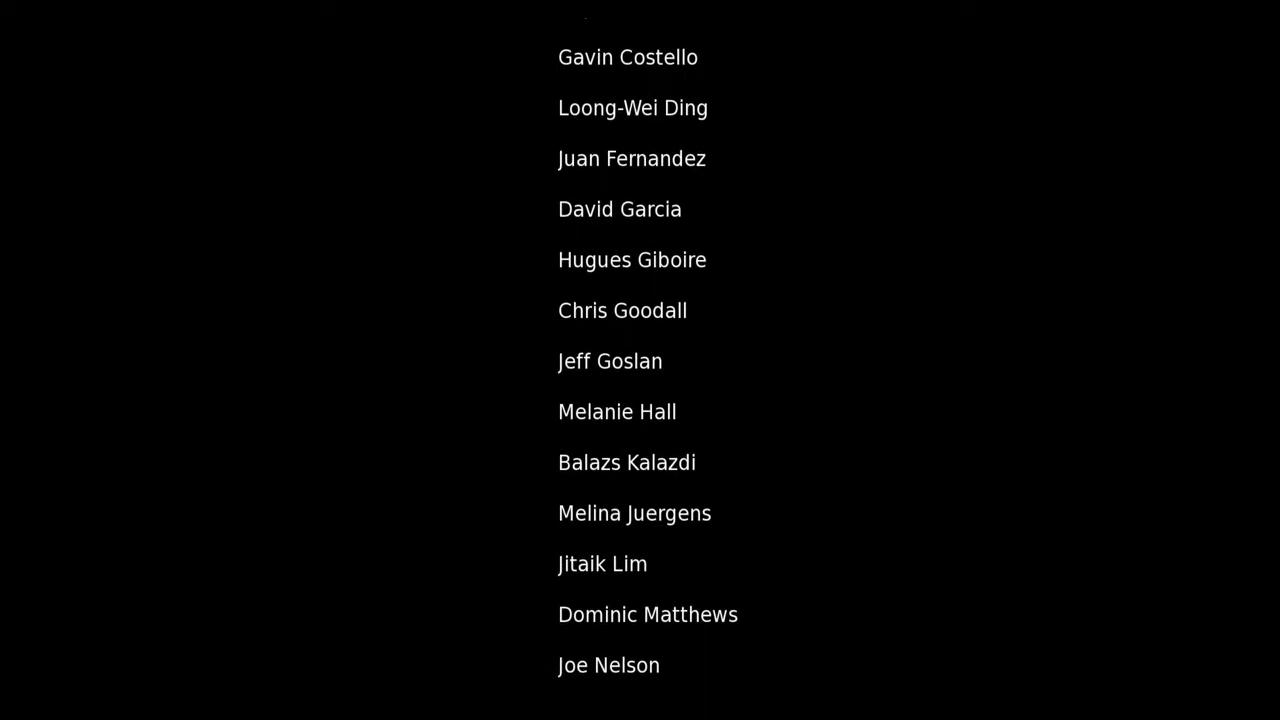 Gavin Costello
Loong-Wei Ding
Juan Fernandez
David Garcia
Hugues Giboire
Chris Goodall
Jeff Goslan
Melanie Hall
Balazs Kalazdi
Melina Juergens
Jitaik Lim
Dominic Matthews
Joe Nelson